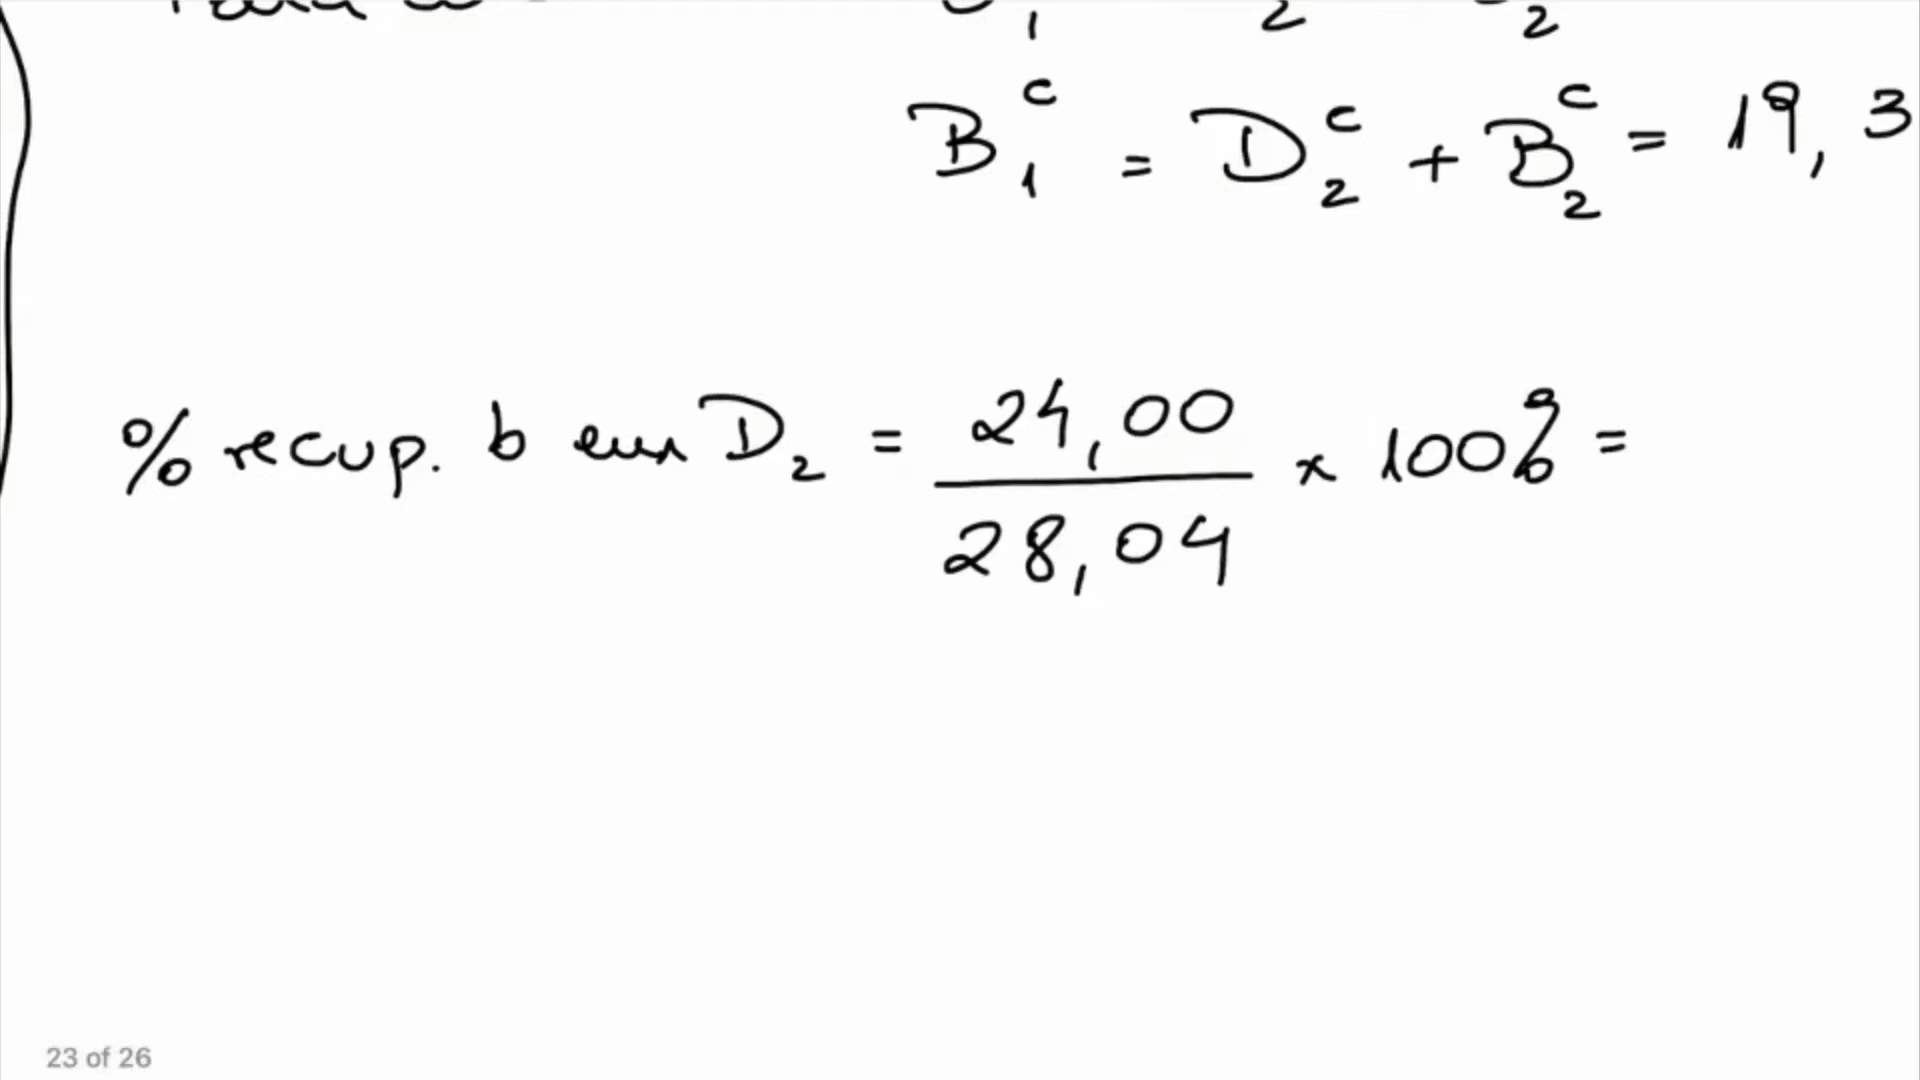 B₁ᶜ = D₂ᶜ + B₂ᶜ = 19,3
% recup. b em D₂ = 24,00 / 28,04 × 100% =
23 of 26